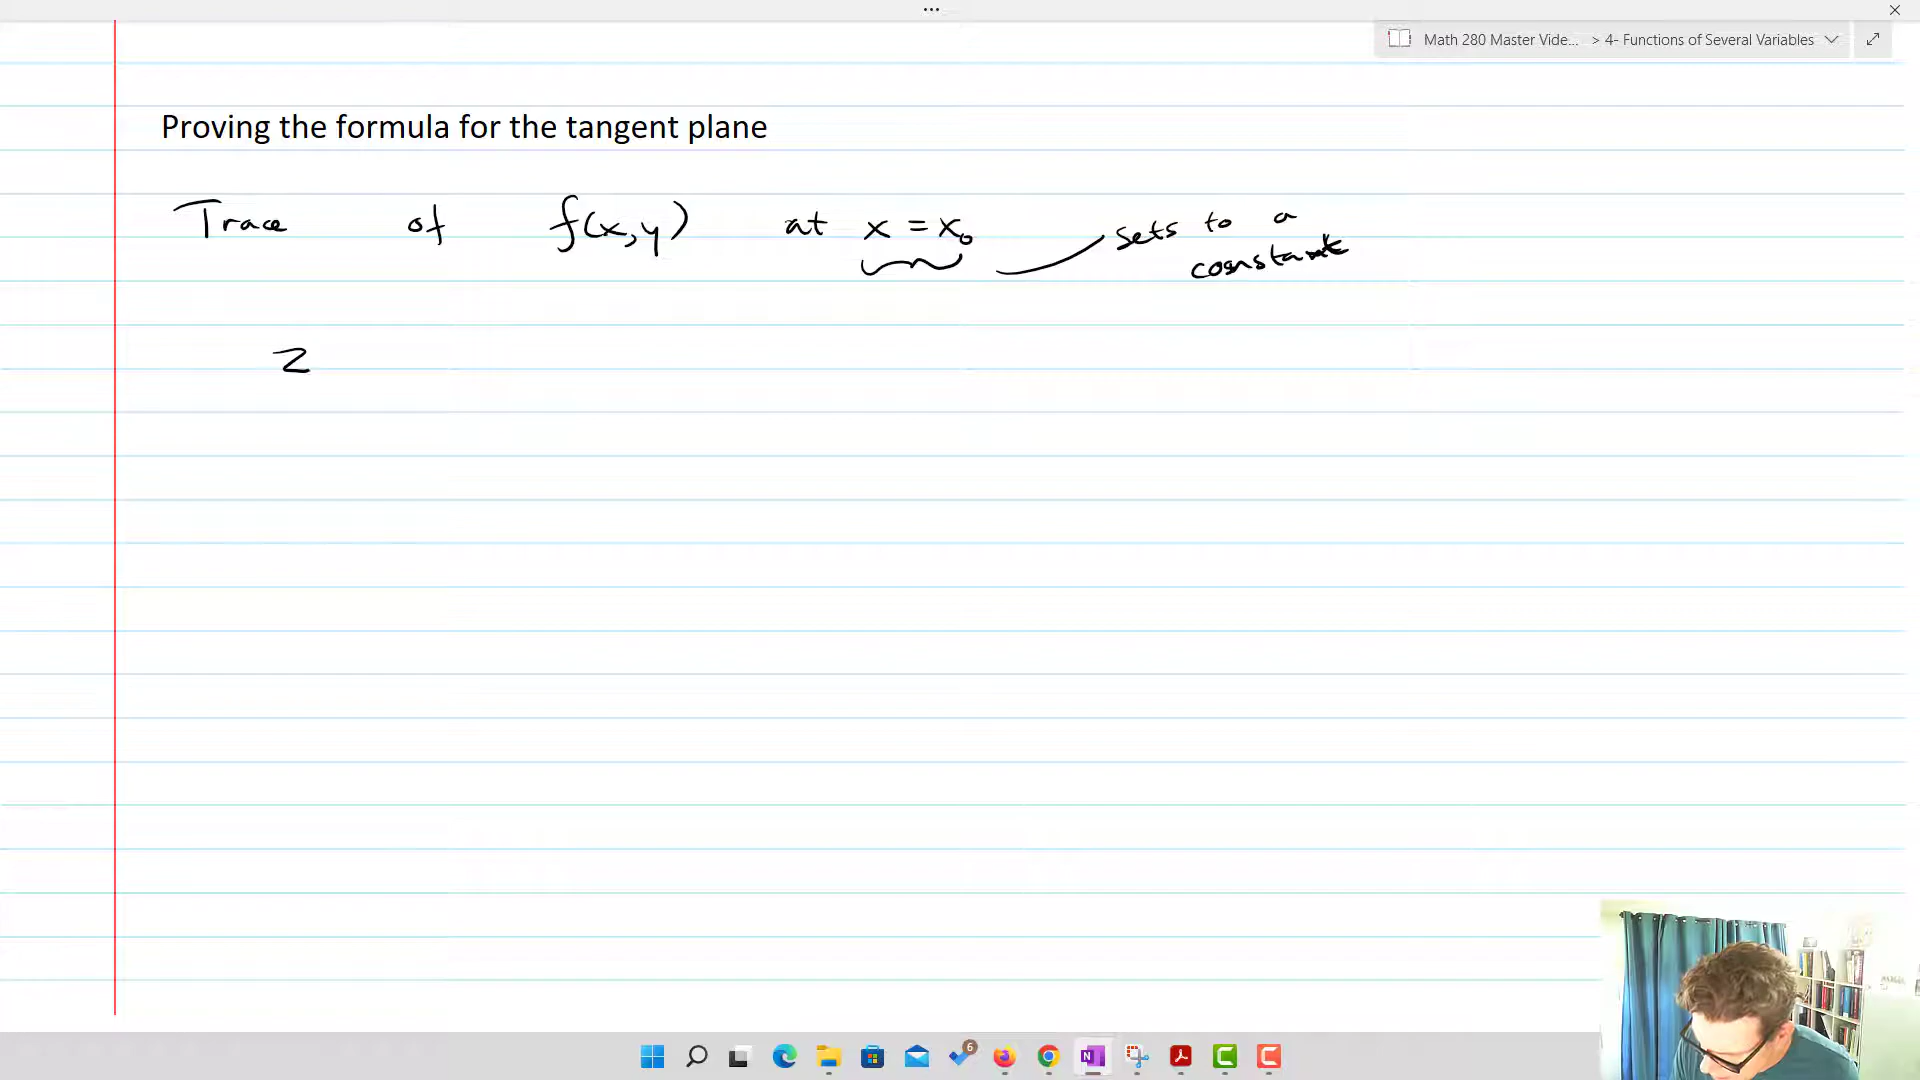 Math 280 Master Vide... > 4- Functions of Several Variables
Proving the formula for the tangent plane
Trace of f(x,y) at x = x₀ sets to a
constant
z
6